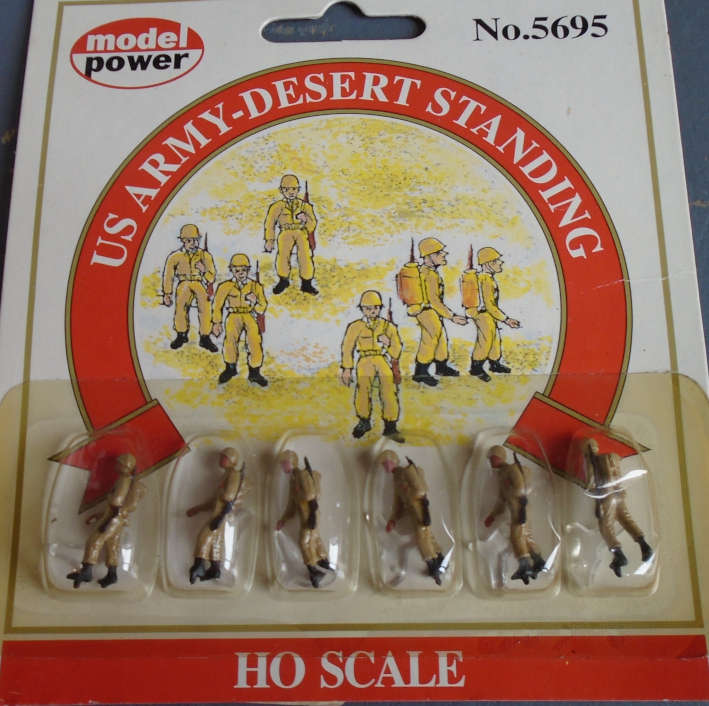 model
power
No.5695
US ARMY-DESERT STANDING
HO SCALE